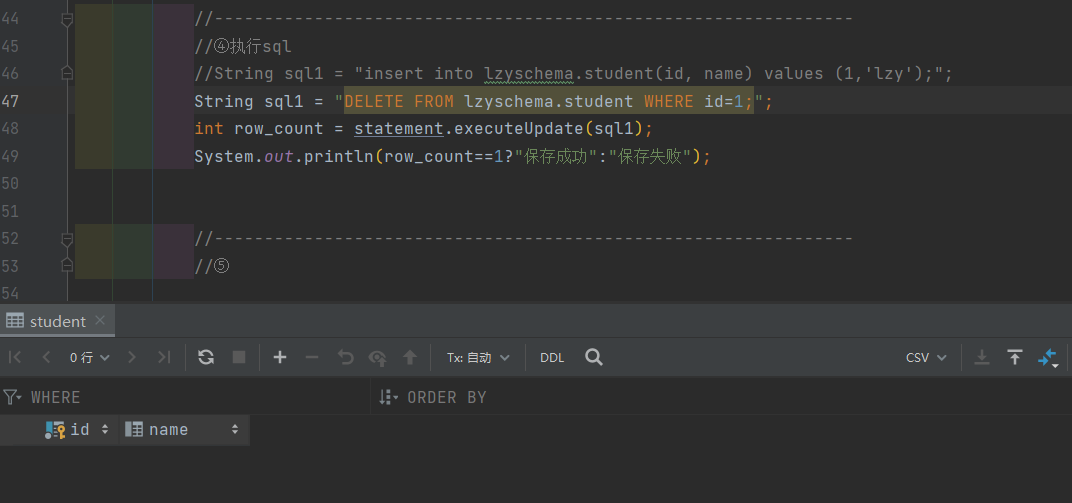 44 //----------------------------------------------------------------
45 //④执行sql
46 //String sql1 = "insert into lzyschema.student(id, name) values (1,'lzy');";
47 String sql1 = "DELETE FROM lzyschema.student WHERE id=1;";
48 int row_count = statement.executeUpdate(sql1);
49 System.out.println(row_count==1?"保存成功":"保存失败");
50
51
52 //----------------------------------------------------------------
53 //⑤
54
student
0 行 Tx: 自动 DDL CSV
WHERE ORDER BY
id name